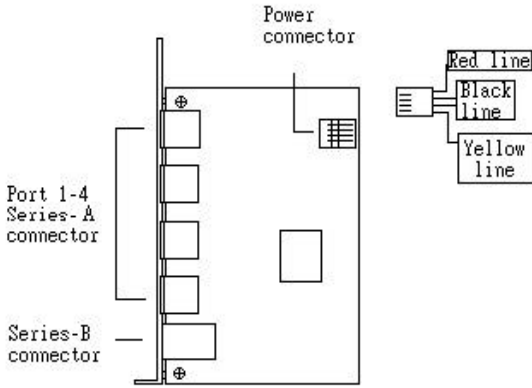 Power
connector
Red line
Black
line
Yellow
line
Port 1-4
Series-A
connector
Series-B
connector